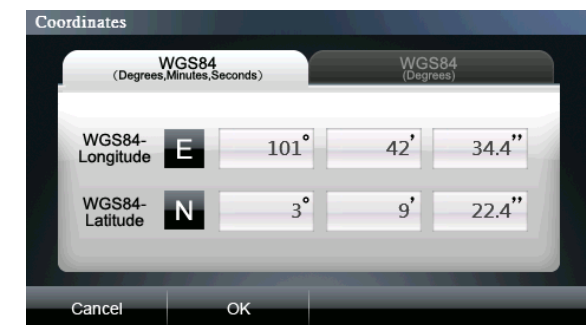 Coordinates
WGS84 WGS84
(Degrees,Minutes,Seconds) (Degrees)
WGS84-
Longitude E 101° 42’ 34.4’’
WGS84-
Latitude N 3° 9’ 22.4’’
Cancel OK